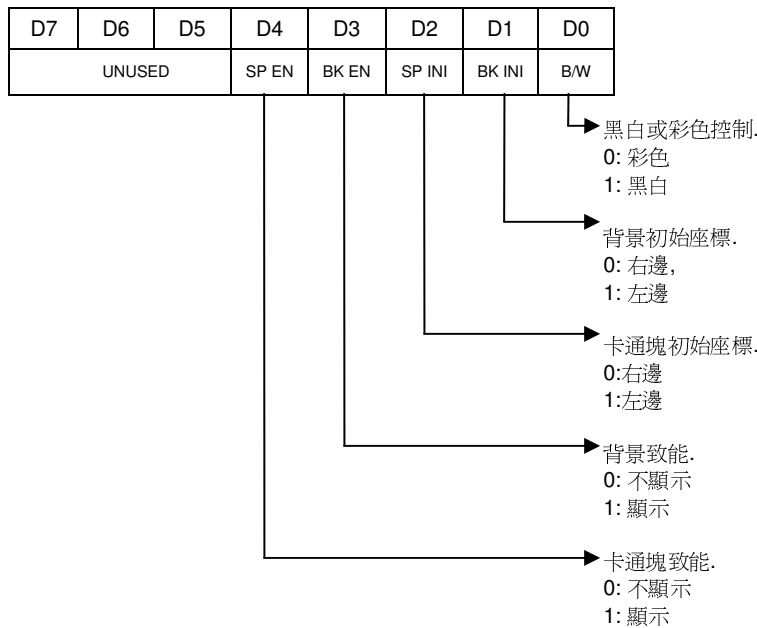 D7 D6 D5 D4 D3 D2 D1 D0
UNUSED SP EN BK EN SP INI BK INI B/W
黑白或彩色控制.
0: 彩色
1: 黑白
背景初始座標.
0: 右邊,
1: 左邊
卡通塊初始座標.
0:右邊
1:左邊
背景致能.
0: 不顯示
1: 顯示
卡通塊致能.
0: 不顯示
1: 顯示